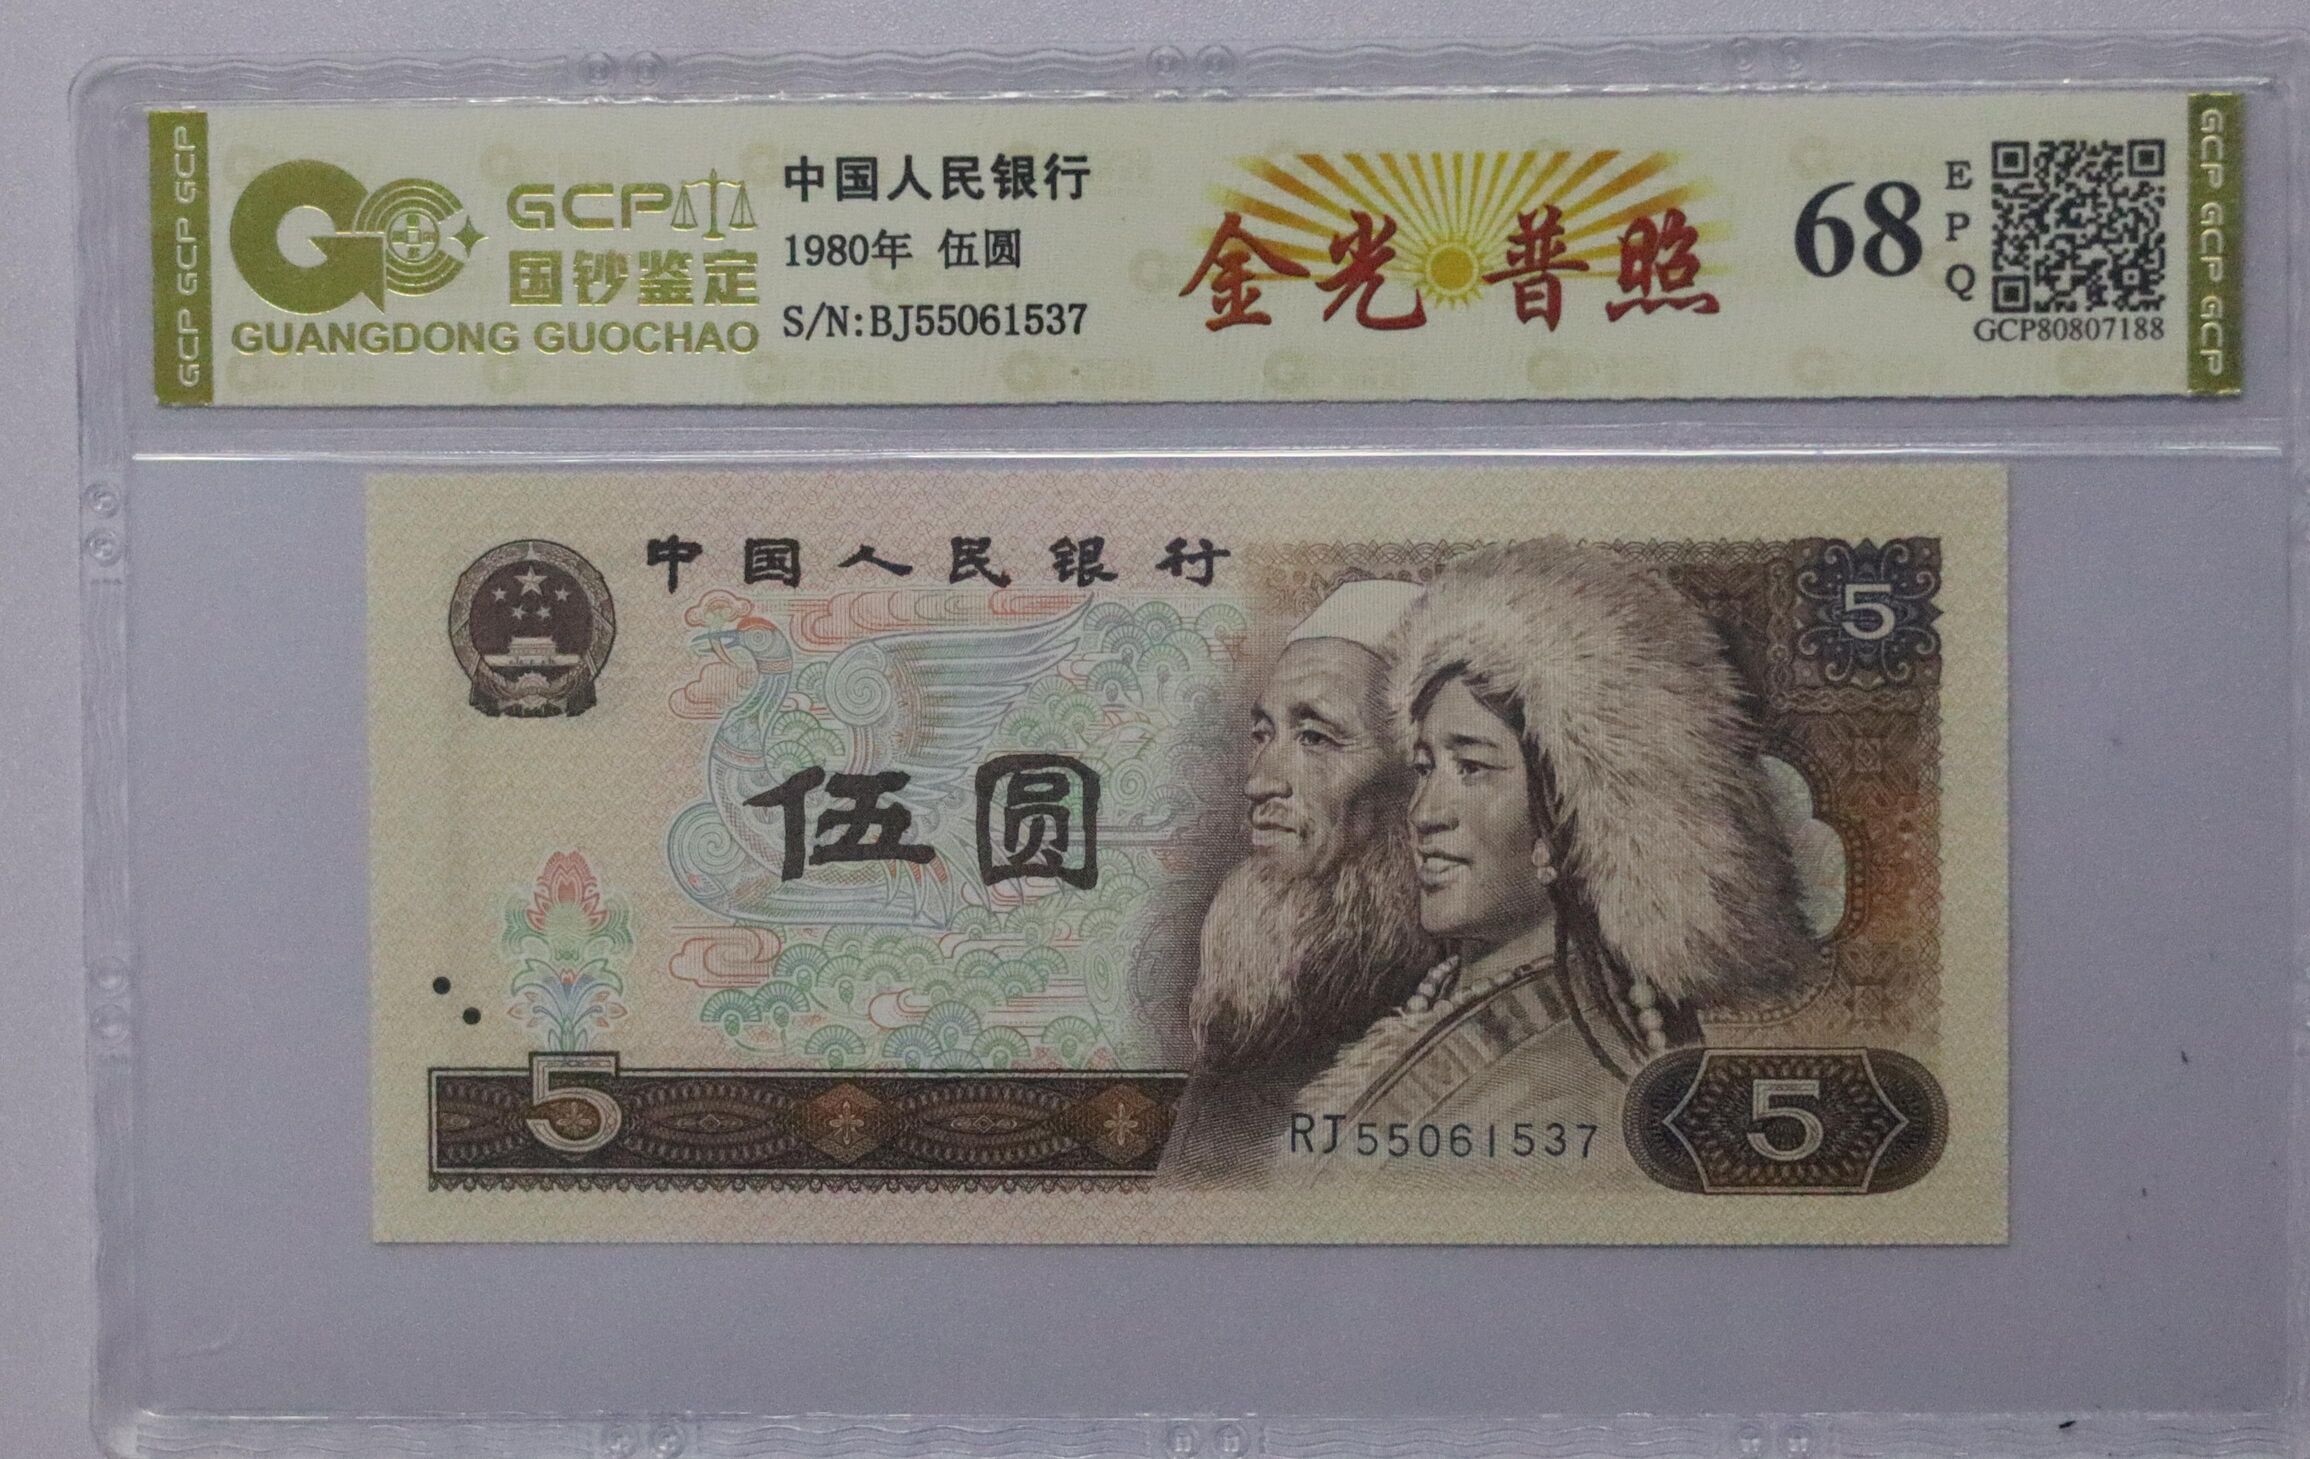 GCP GCP GCP
GCP
国钞鉴定
GUANGDONG GUOCHAO
中国人民银行
1980年 伍圆
S/N:BJ55061537
金光普照
68
EPQ
GCP80807188
GCP GCP GCP
中国人民银行
5
伍圆
5
RJ55061537
5